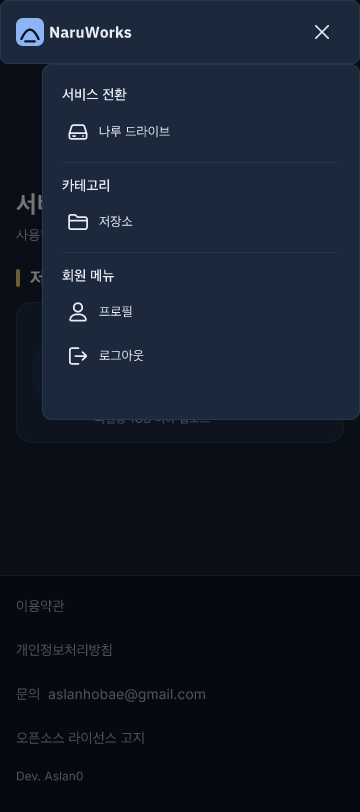 NaruWorks
서비스 전환
나루 드라이브
카테고리
저장소
회원 메뉴
프로필
로그아웃
이용약관
개인정보처리방침
문의 aslanhobae@gmail.com
오픈소스 라이선스 고지
Dev. Aslan0